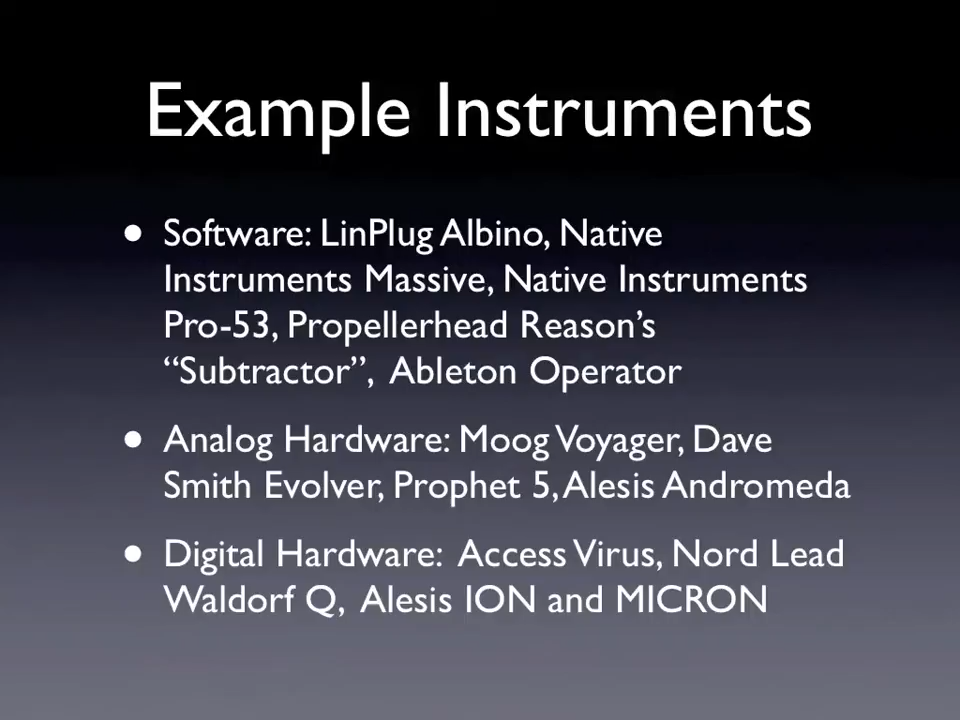 Example Instruments
• Software: LinPlug Albino, Native
Instruments Massive, Native Instruments
Pro-53, Propellerhead Reason’s
“Subtractor”, Ableton Operator
• Analog Hardware: Moog Voyager, Dave
Smith Evolver, Prophet 5, Alesis Andromeda
• Digital Hardware: Access Virus, Nord Lead
Waldorf Q, Alesis ION and MICRON